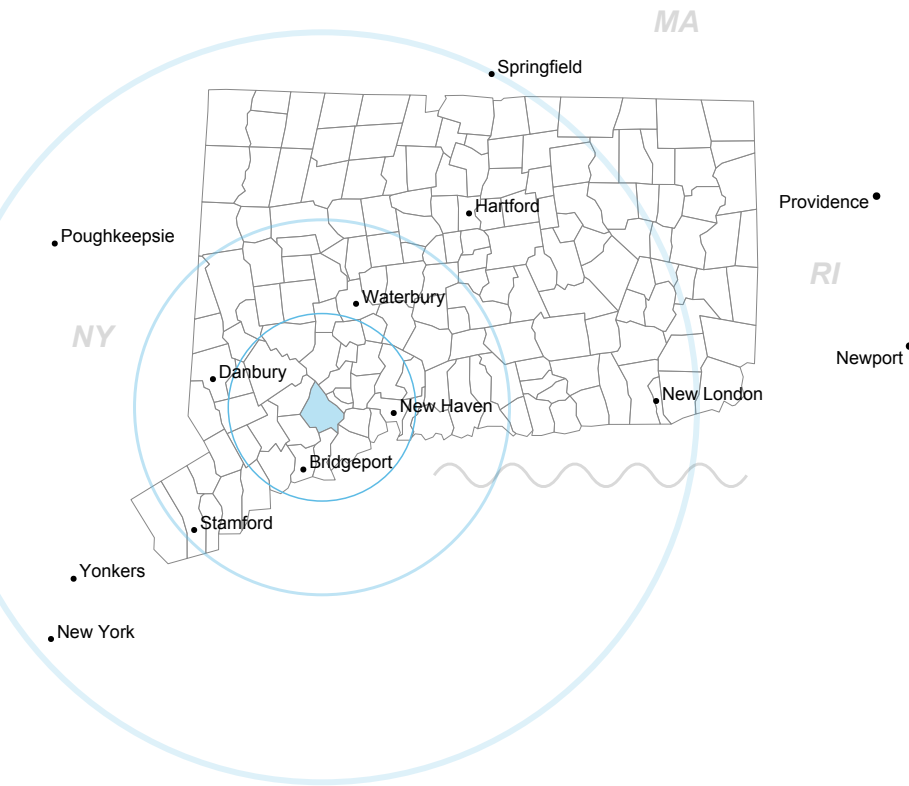 MA
Springfield
Providence
Hartford
Poughkeepsie
RI
Waterbury
NY
Newport
Danbury
New London
New Haven
Bridgeport
Stamford
Yonkers
New York